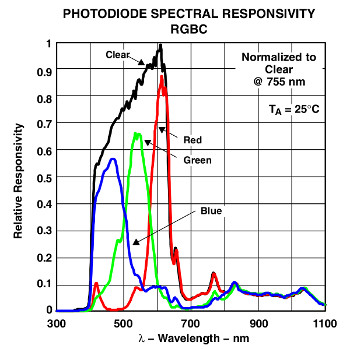 PHOTODIODE SPECTRAL RESPONSIVITY
RGBC
Normalized to
Clear
@ 755 nm
TA = 25°C
Clear
Red
Green
Blue
Relative Responsivity
1
0.9
0.8
0.7
0.6
0.5
0.4
0.3
0.2
0.1
0
300 500 700 900 1100
λ – Wavelength – nm